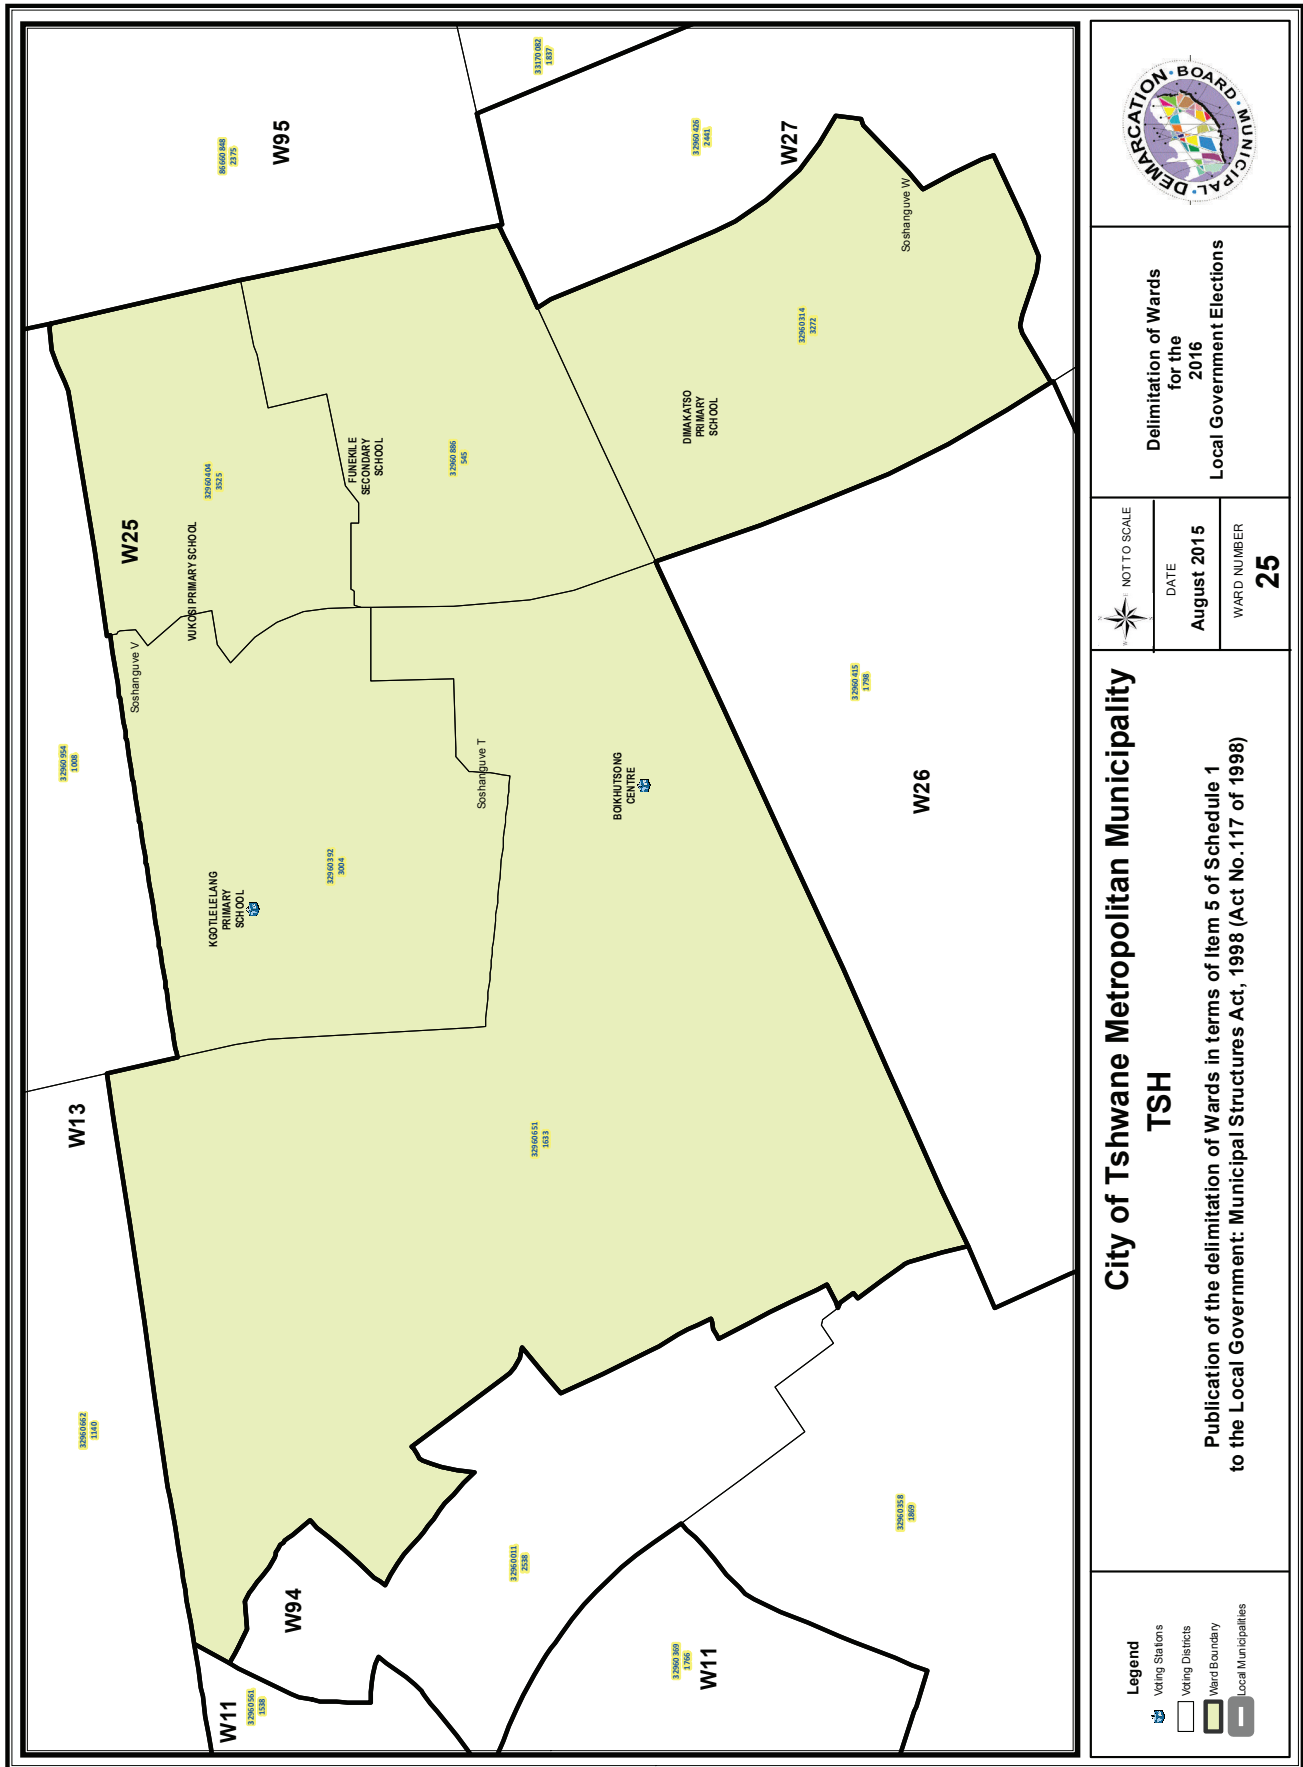 33170082
1837
86660848
2375
W95
32960426
2441
W27
Soshanguve W
32960314
3272
DIMAKATSO
PRIMARY
SCHOOL
FUNEKILE
SECONDARY
SCHOOL
32960886
545
32960404
3525
W25
VUKOSI PRIMARY SCHOOL
Soshanguve V
32960954
1008
Soshanguve T
BOIKHUTSONG
CENTRE
32960415
1798
W26
KGOTLELELANG
PRIMARY
SCHOOL
32960392
3004
W13
32960651
1633
32960662
1140
W94
32960011
2538
32960358
1869
W11
32960561
1538
32960369
1766
W11
MUNICIPAL DEMARCATION BOARD
Delimitation of Wards
for the
2016
Local Government Elections
NOT TO SCALE
DATE
August 2015
WARD NUMBER
25
City of Tshwane Metropolitan Municipality
TSH
Publication of the delimitation of Wards in terms of Item 5 of Schedule 1
to the Local Government: Municipal Structures Act, 1998 (Act No.117 of 1998)
Legend
Voting Stations
Voting Districts
Ward Boundary
Local Municipalities